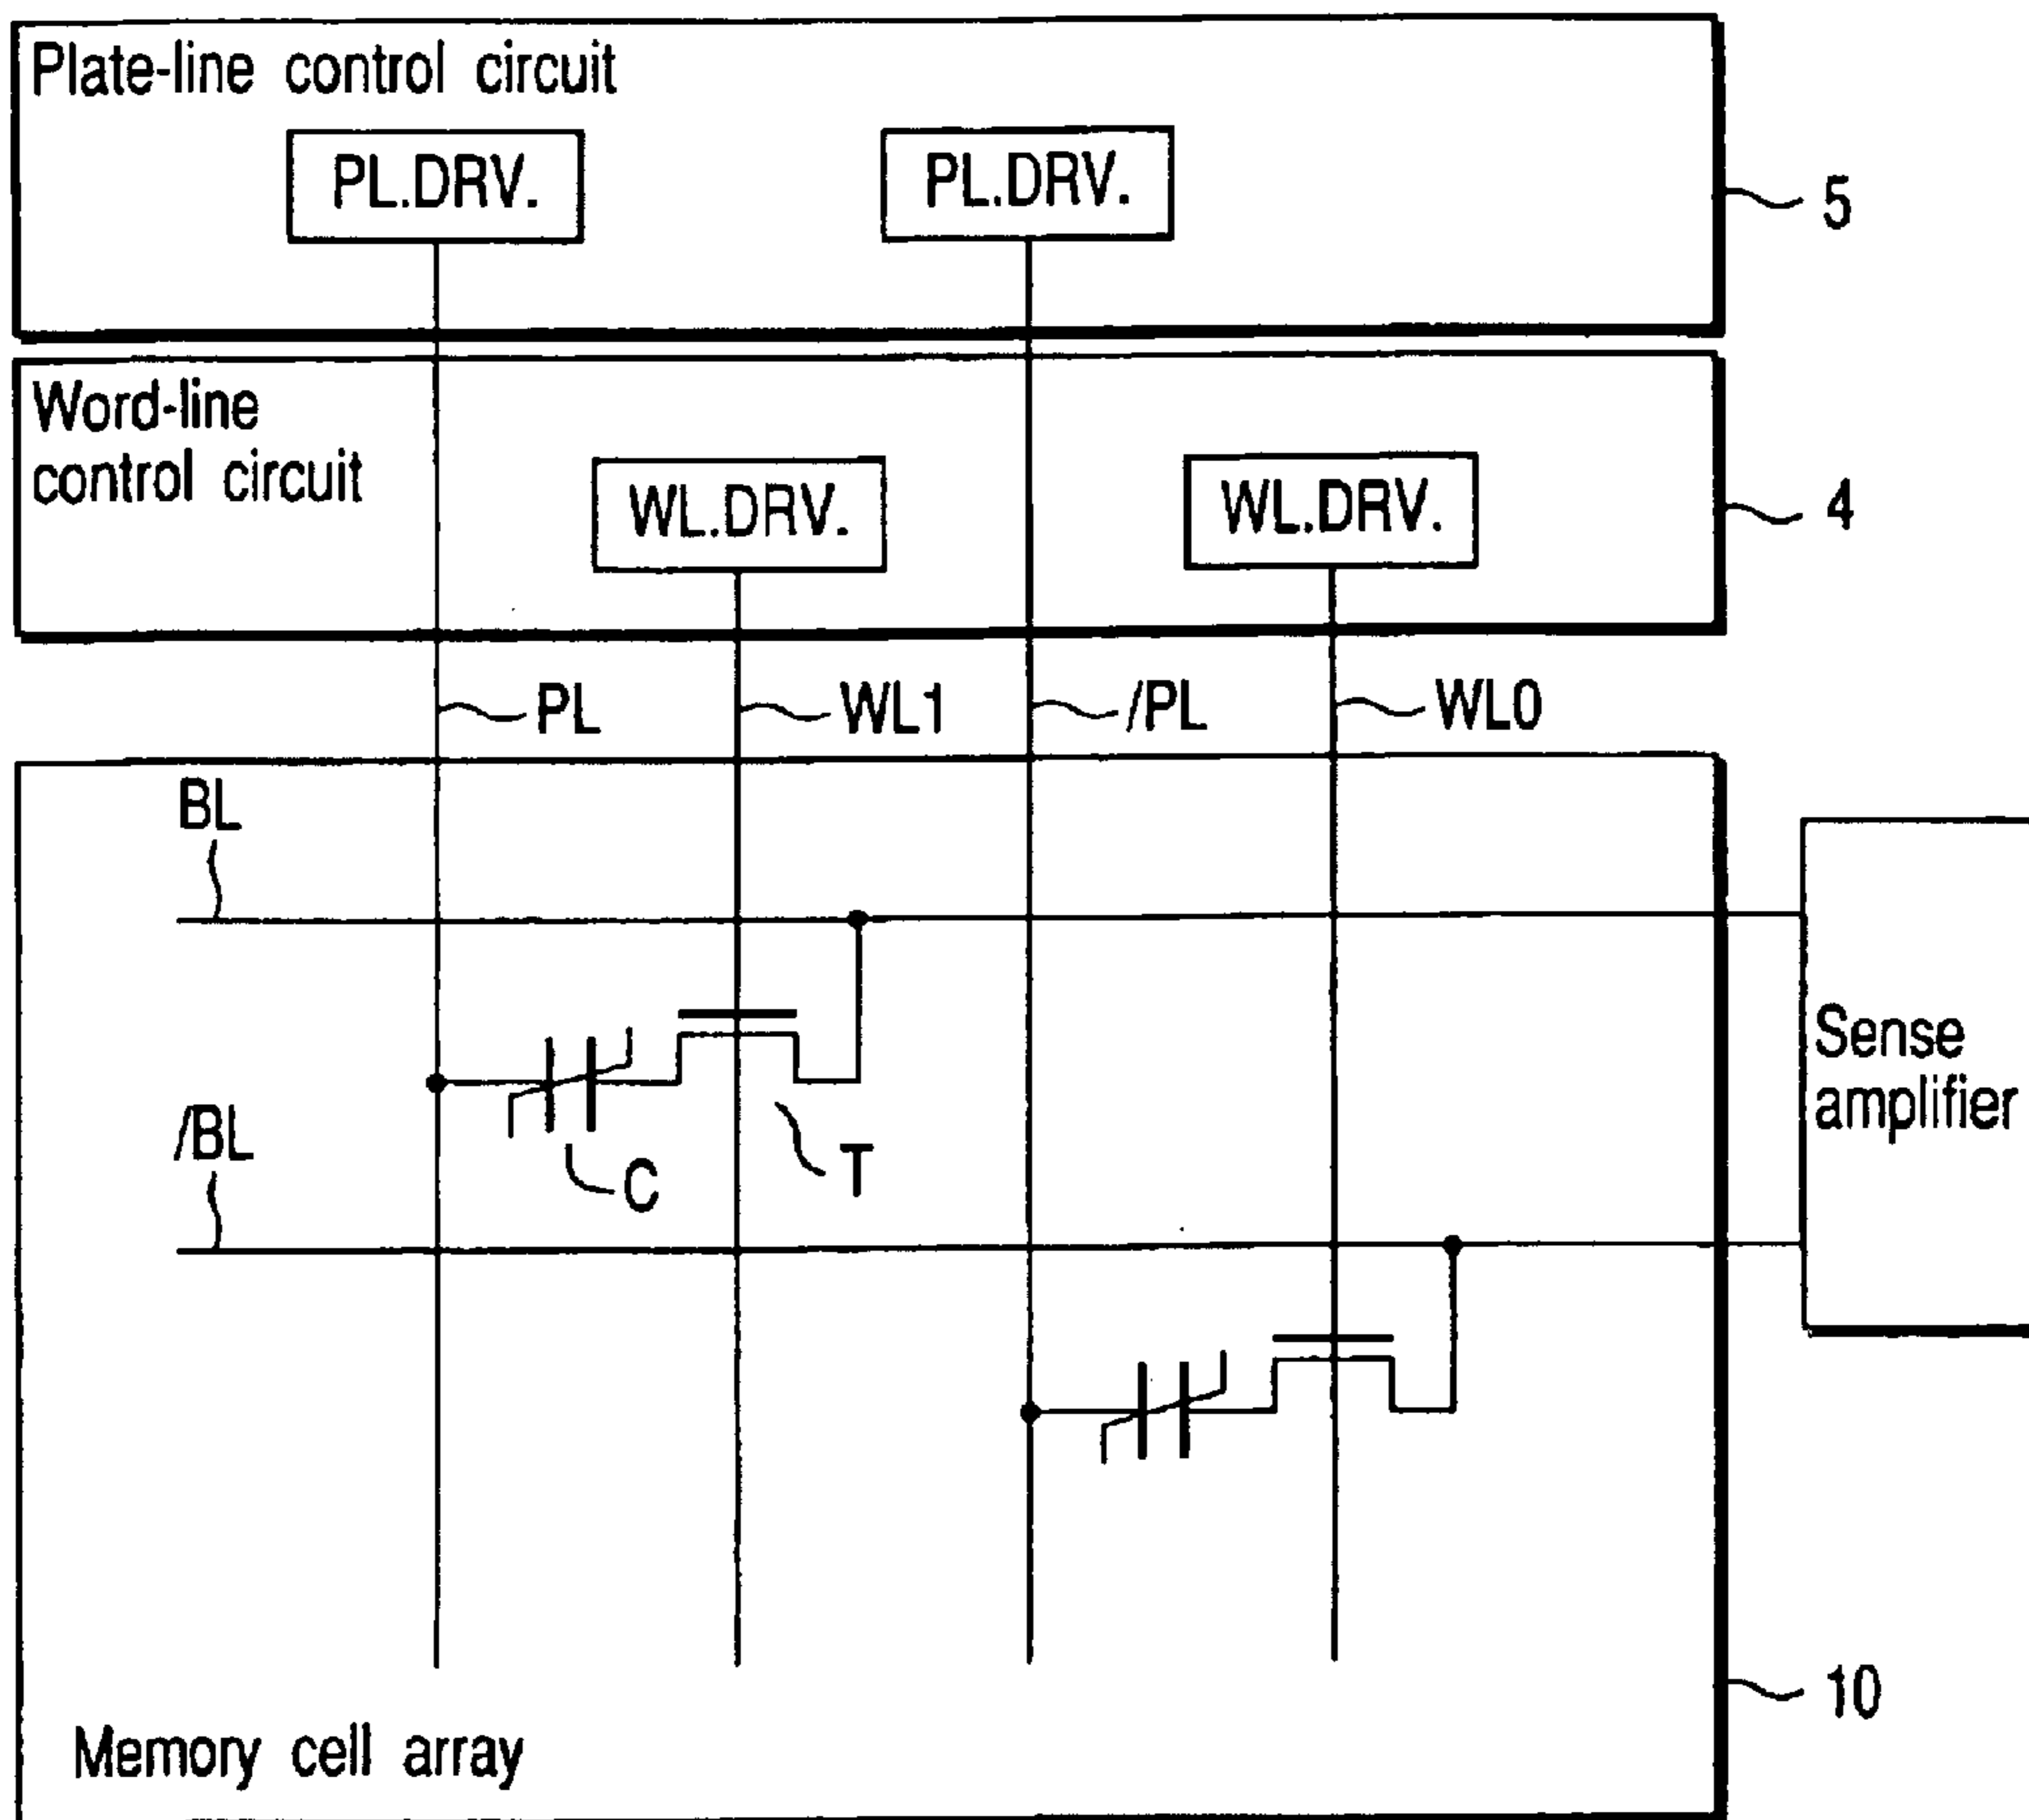 Plate-line control circuit
PL.DRV.
PL.DRV.
5
Word-line
control circuit
WL.DRV.
WL.DRV.
4
PL
WL1
/PL
WL0
BL
Sense
amplifier
/BL
C
T
10
Memory cell array